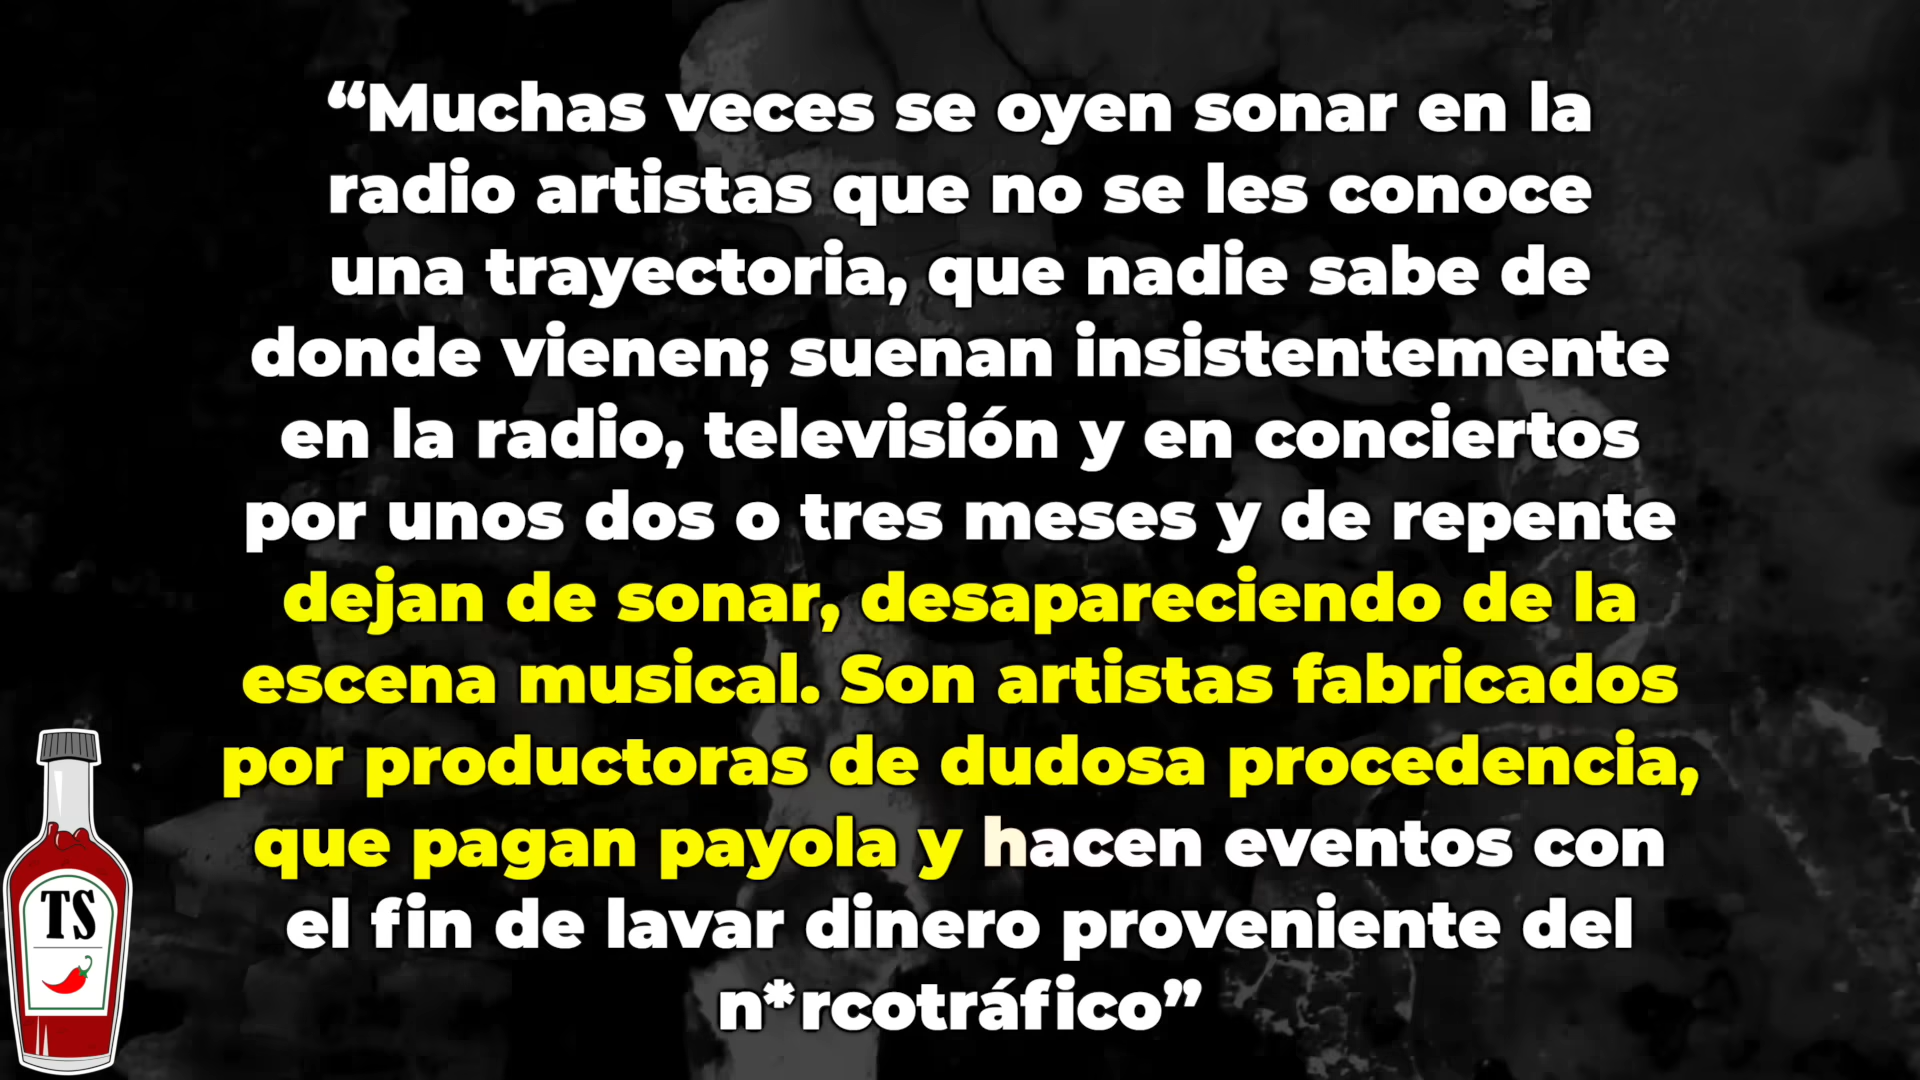 “Muchas veces se oyen sonar en la
radio artistas que no se les conoce
una trayectoria, que nadie sabe de
donde vienen; suenan insistentemente
en la radio, televisión y en conciertos
por unos dos o tres meses y de repente
dejan de sonar, desapareciendo de la
escena musical. Son artistas fabricados
por productoras de dudosa procedencia,
que pagan payola y hacen eventos con
el fin de lavar dinero proveniente del
n*rcotráfico”
TS